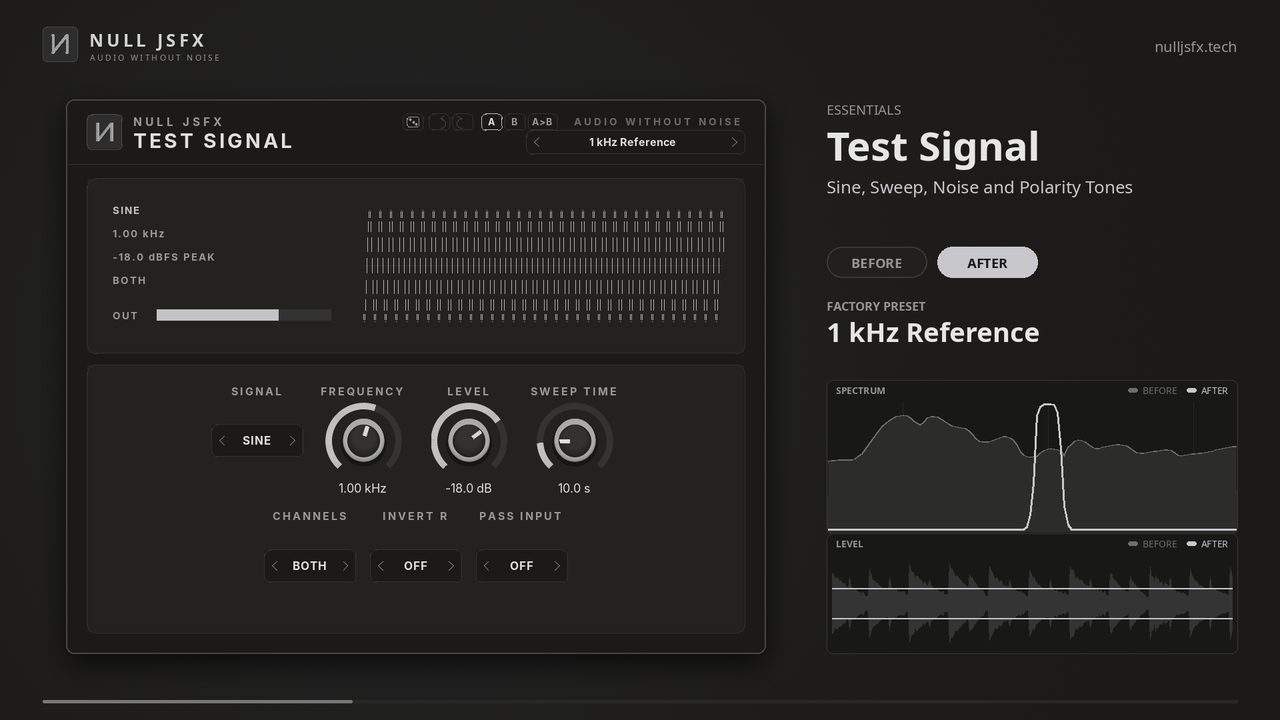 NULL JSFX
AUDIO WITHOUT NOISE
nulljsfx.tech
NULL JSFX
TEST SIGNAL
A B A>B AUDIO WITHOUT NOISE
1 kHz Reference
SINE
1.00 kHz
-18.0 dBFS PEAK
BOTH
OUT
SIGNAL FREQUENCY LEVEL SWEEP TIME
SINE
1.00 kHz -18.0 dB 10.0 s
CHANNELS INVERT R PASS INPUT
BOTH OFF OFF
ESSENTIALS
Test Signal
Sine, Sweep, Noise and Polarity Tones
BEFORE AFTER
FACTORY PRESET
1 kHz Reference
SPECTRUM BEFORE AFTER
LEVEL BEFORE AFTER